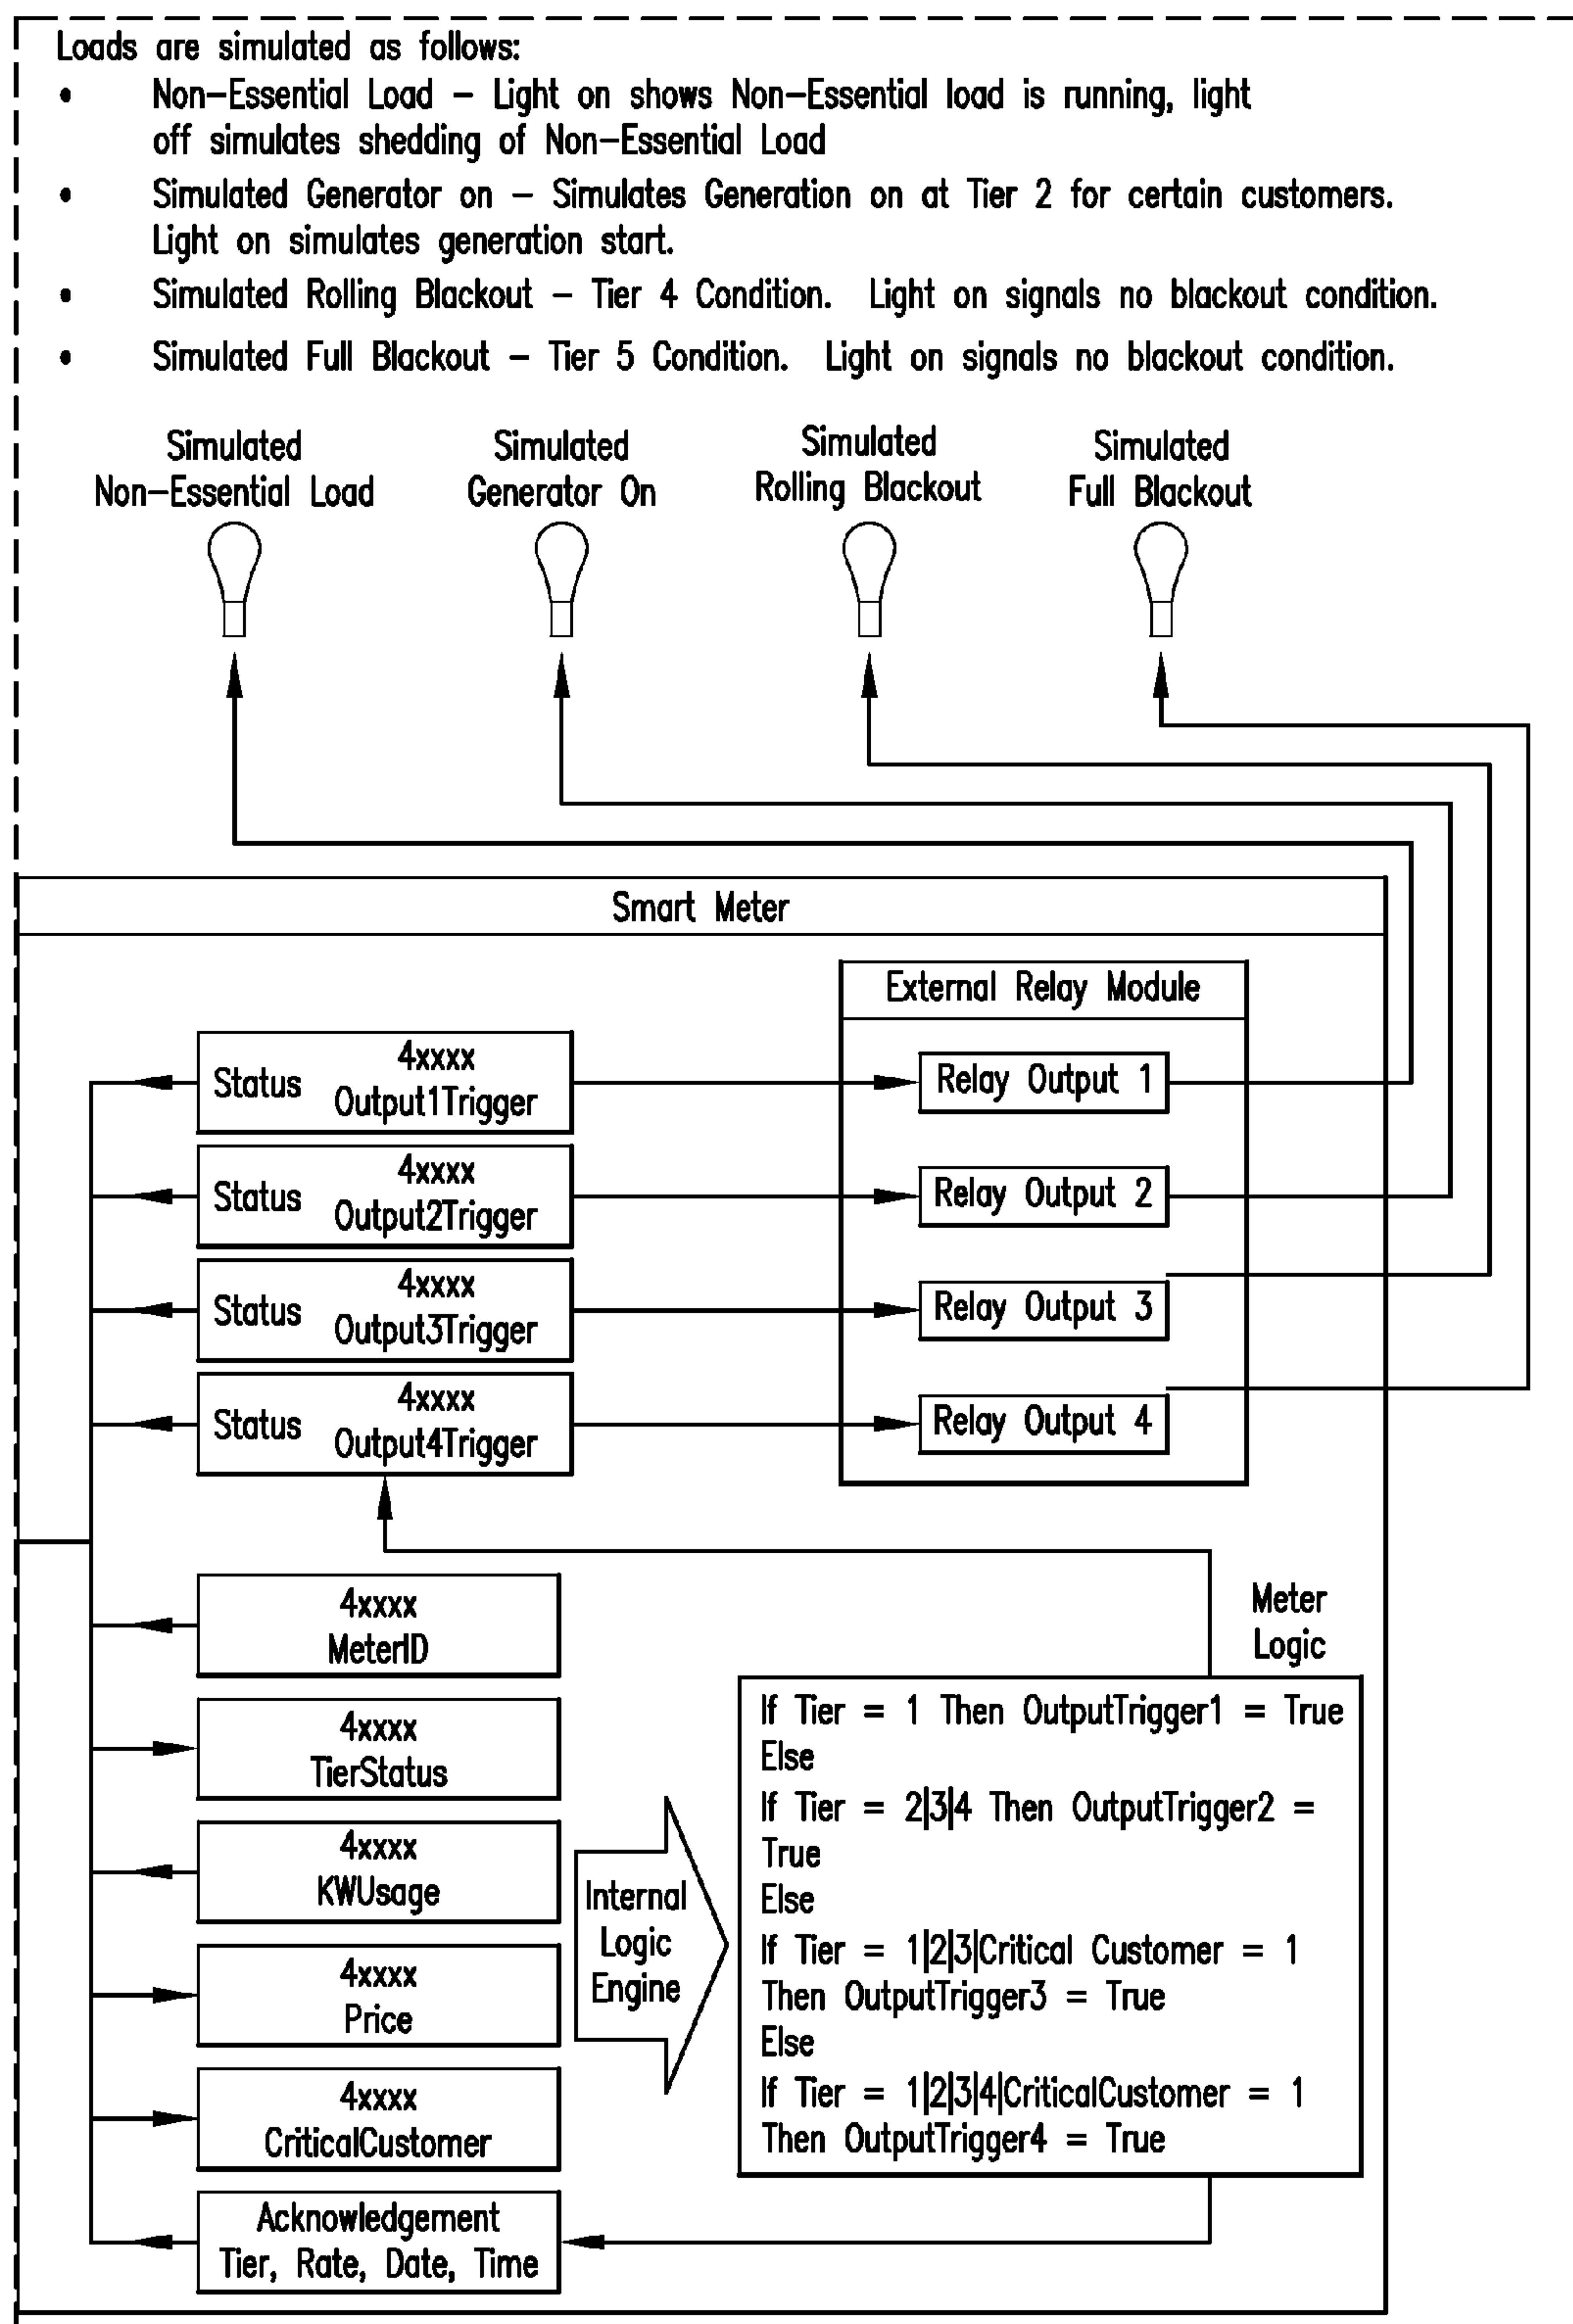 Loads are simulated as follows:
• Non-Essential Load – Light on shows Non-Essential load is running, light
off simulates shedding of Non-Essential Load
• Simulated Generator on – Simulates Generation on at Tier 2 for certain customers.
Light on simulates generation start.
• Simulated Rolling Blackout – Tier 4 Condition. Light on signals no blackout condition.
• Simulated Full Blackout – Tier 5 Condition. Light on signals no blackout condition.
Simulated
Non-Essential Load
Simulated
Generator On
Simulated
Rolling Blackout
Simulated
Full Blackout
Smart Meter
External Relay Module
Status
4xxxx
Output1Trigger
Relay Output 1
Status
4xxxx
Output2Trigger
Relay Output 2
Status
4xxxx
Output3Trigger
Relay Output 3
Status
4xxxx
Output4Trigger
Relay Output 4
4xxxx
MeterID
4xxxx
TierStatus
4xxxx
KWUsage
4xxxx
Price
4xxxx
CriticalCustomer
Acknowledgement
Tier, Rate, Date, Time
Internal
Logic
Engine
Meter
Logic
If Tier = 1 Then OutputTrigger1 = True
Else
If Tier = 2|3|4 Then OutputTrigger2 =
True
Else
If Tier = 1|2|3|Critical Customer = 1
Then OutputTrigger3 = True
Else
If Tier = 1|2|3|4|CriticalCustomer = 1
Then OutputTrigger4 = True